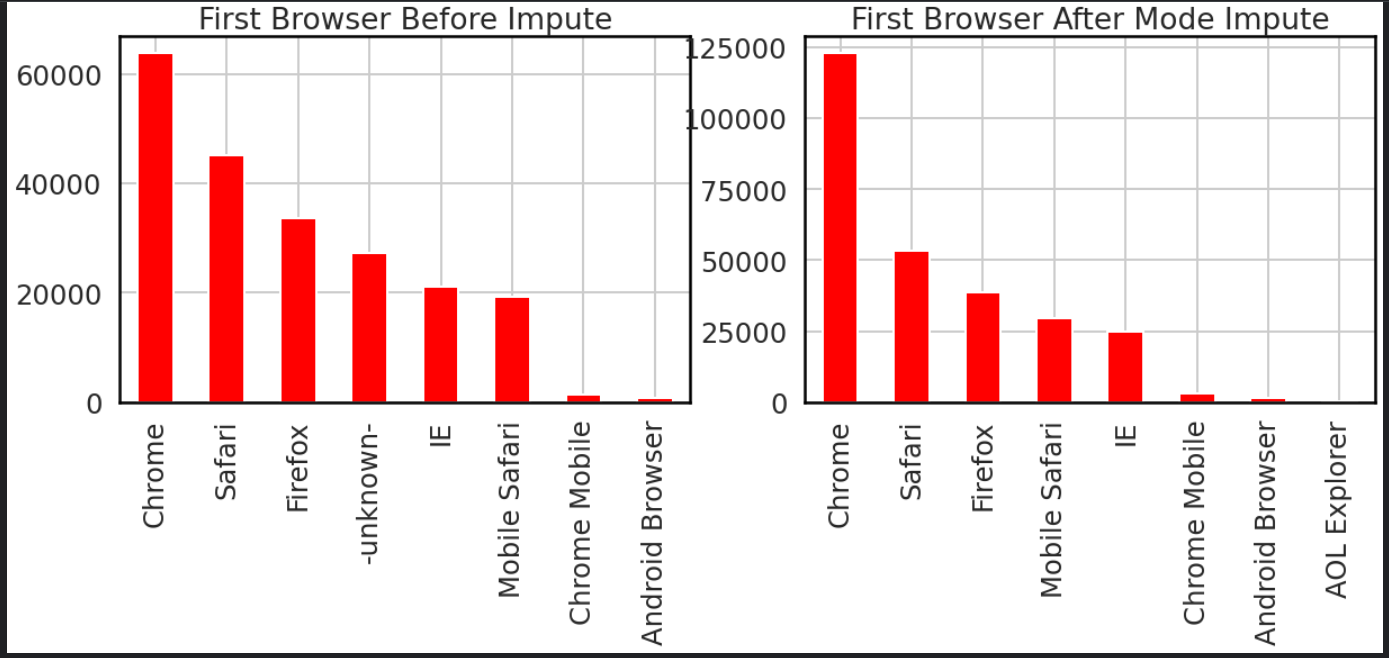 First Browser Before Impute
60000
40000
20000
0
Chrome
Safari
Firefox
-unknown-
IE
Mobile Safari
Chrome Mobile
Android Browser
First Browser After Mode Impute
125000
100000
75000
50000
25000
0
Chrome
Safari
Firefox
Mobile Safari
IE
Chrome Mobile
Android Browser
AOL Explorer